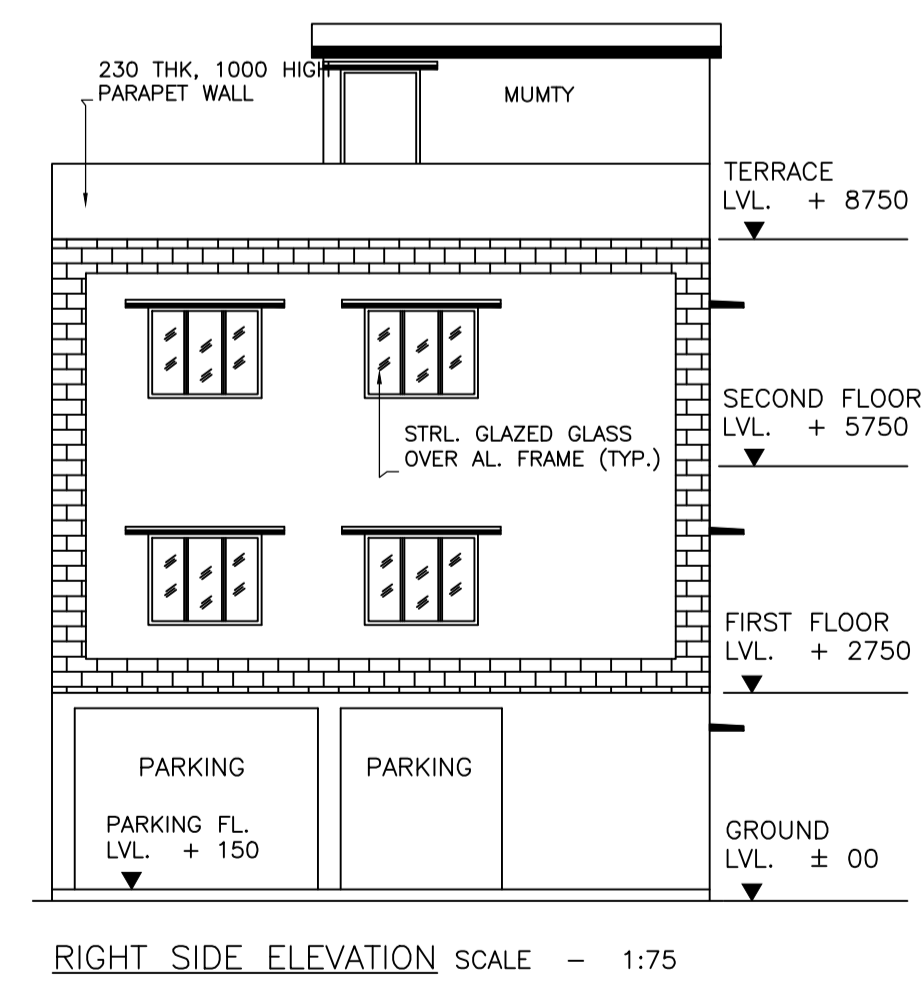 230 THK, 1000 HIGH
PARAPET WALL
MUMTY
TERRACE
LVL. + 8750
SECOND FLOOR
LVL. + 5750
STRL. GLAZED GLASS
OVER AL. FRAME (TYP.)
FIRST FLOOR
LVL. + 2750
PARKING
PARKING
PARKING FL.
LVL. + 150
GROUND
LVL. ± 00
RIGHT SIDE ELEVATION SCALE - 1:75